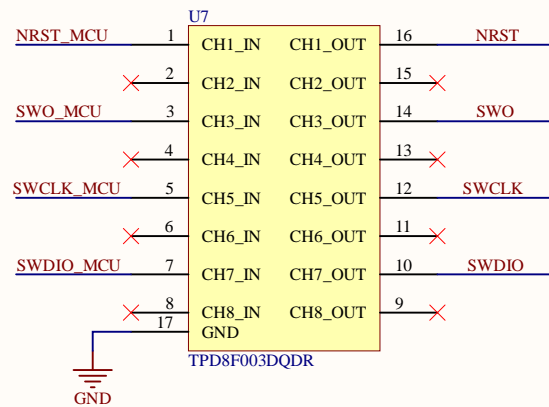 U7
NRST_MCU 1 CH1_IN CH1_OUT 16 NRST
2 CH2_IN CH2_OUT 15
SWO_MCU 3 CH3_IN CH3_OUT 14 SWO
4 CH4_IN CH4_OUT 13
SWCLK_MCU 5 CH5_IN CH5_OUT 12 SWCLK
6 CH6_IN CH6_OUT 11
SWDIO_MCU 7 CH7_IN CH7_OUT 10 SWDIO
8 CH8_IN CH8_OUT 9
17 GND
TPD8F003DQDR
GND